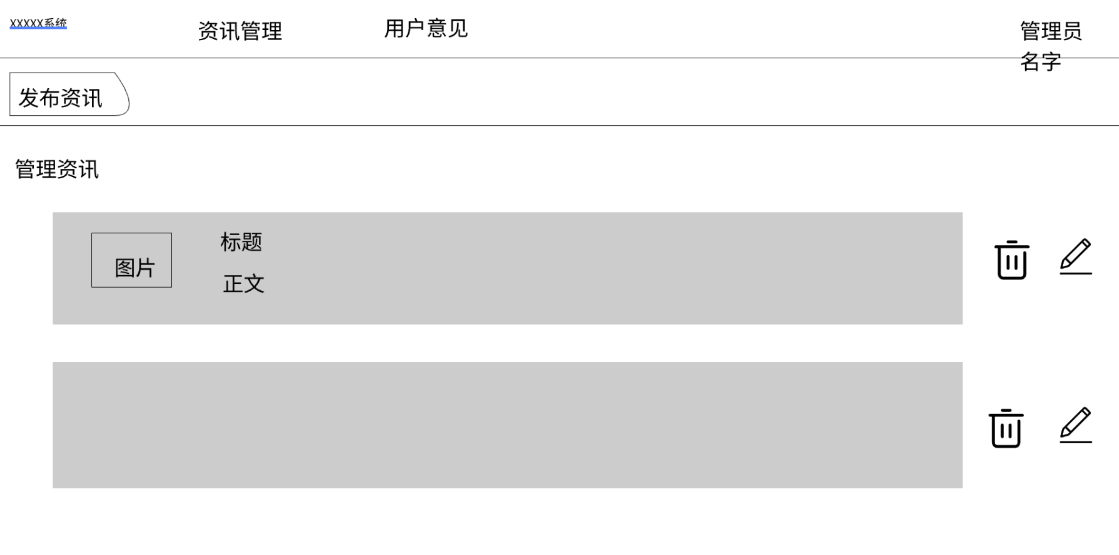 XXXXX系统
资讯管理
用户意见
管理员
名字
发布资讯
管理资讯
图片
标题
正文